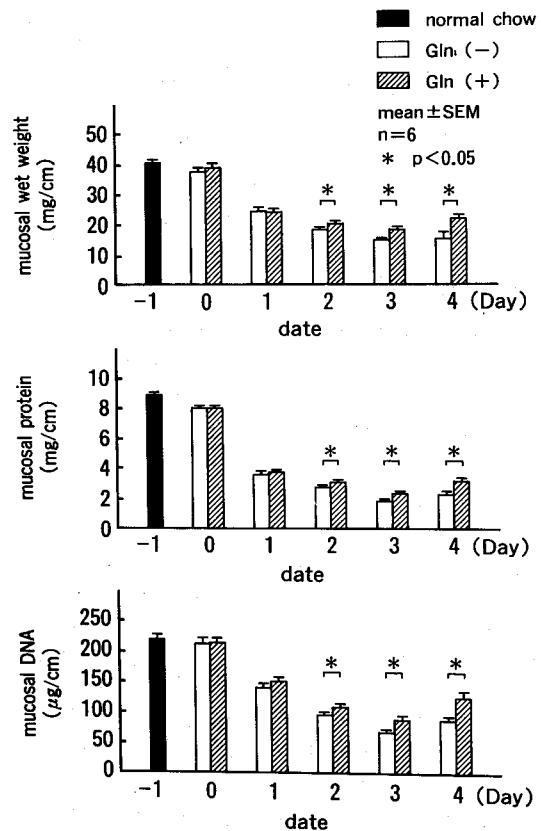 normal chow
Gln (−)
Gln (+)
mean±SEM
n=6
* p<0.05
mucosal wet weight
(mg/cm)
50
40
30
20
10
0
* * *
−1 0 1 2 3 4 (Day)
date
mucosal protein
(mg/cm)
10
8
6
4
2
0
* * *
−1 0 1 2 3 4 (Day)
date
mucosal DNA
(μg/cm)
250
200
150
100
50
0
* * *
−1 0 1 2 3 4 (Day)
date